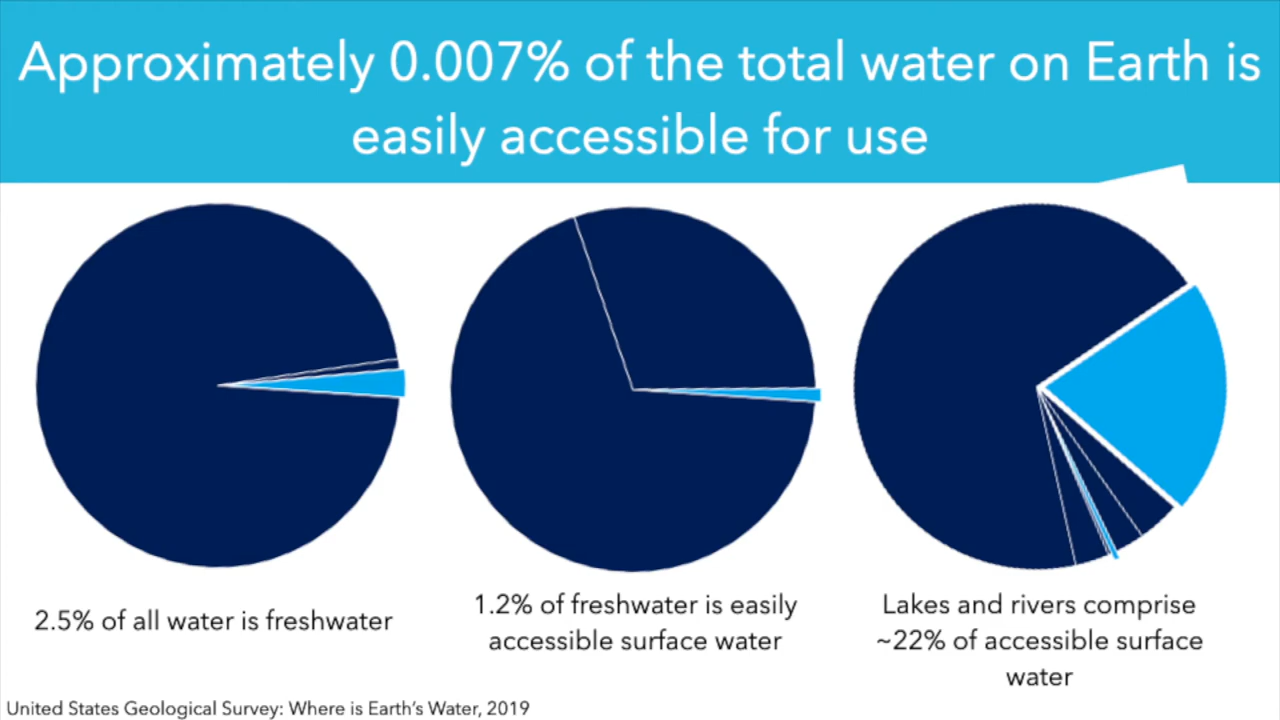 Approximately 0.007% of the total water on Earth is
easily accessible for use
2.5% of all water is freshwater
1.2% of freshwater is easily
accessible surface water
Lakes and rivers comprise
~22% of accessible surface
water
United States Geological Survey: Where is Earth’s Water, 2019